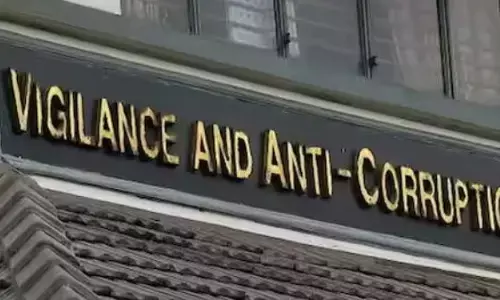 VIGILANCE AND ANTI-CORRUPTIO